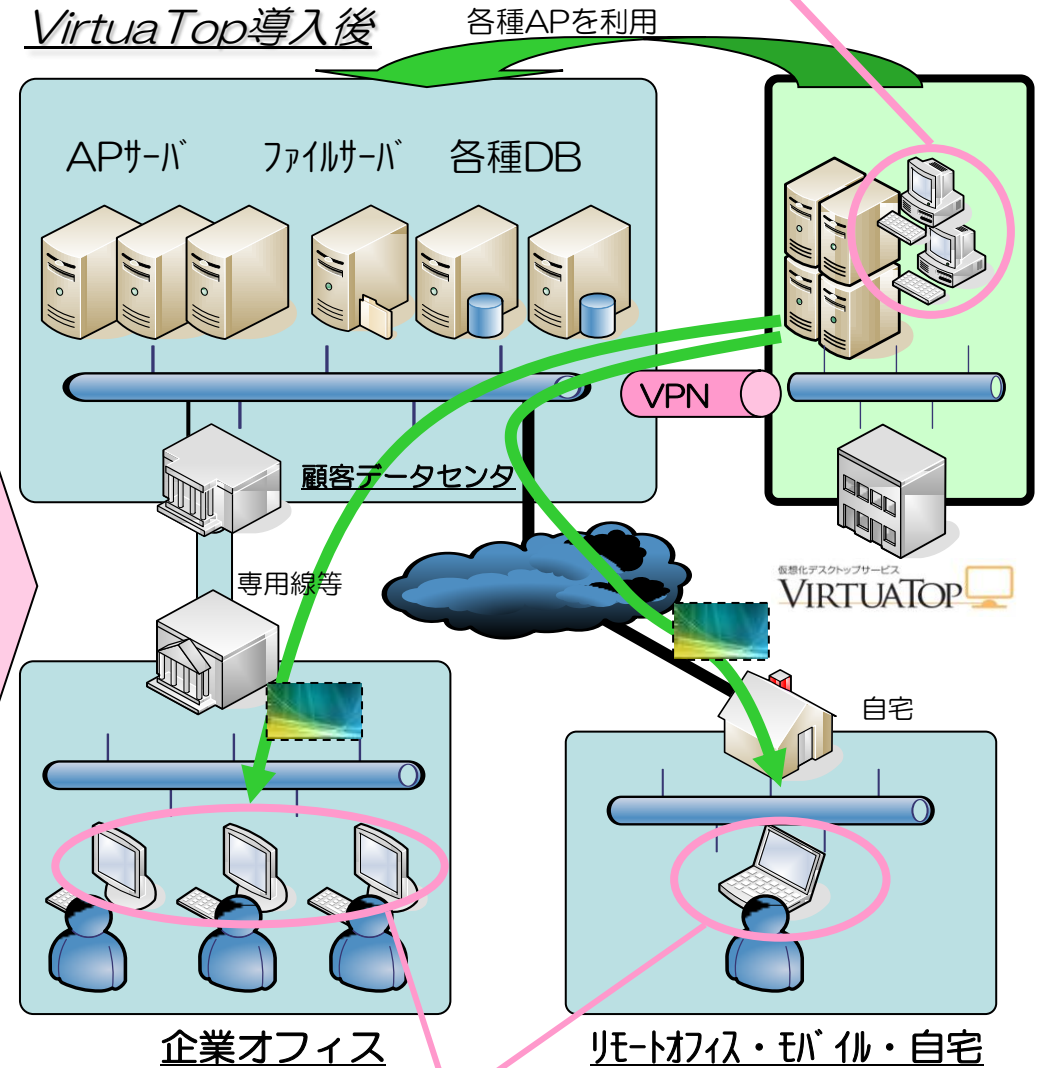 VirtuaTop導入後
各種APを利用
APｻｰﾊﾞ ﾌｧｲﾙｻｰﾊﾞ 各種DB
VPN
顧客データセンタ
専用線等
仮想化デスクトップサービス
VIRTUATOP
自宅
企業オフィス
ﾘﾓｰﾄｵﾌｨｽ・ﾓﾊﾞｲﾙ・自宅